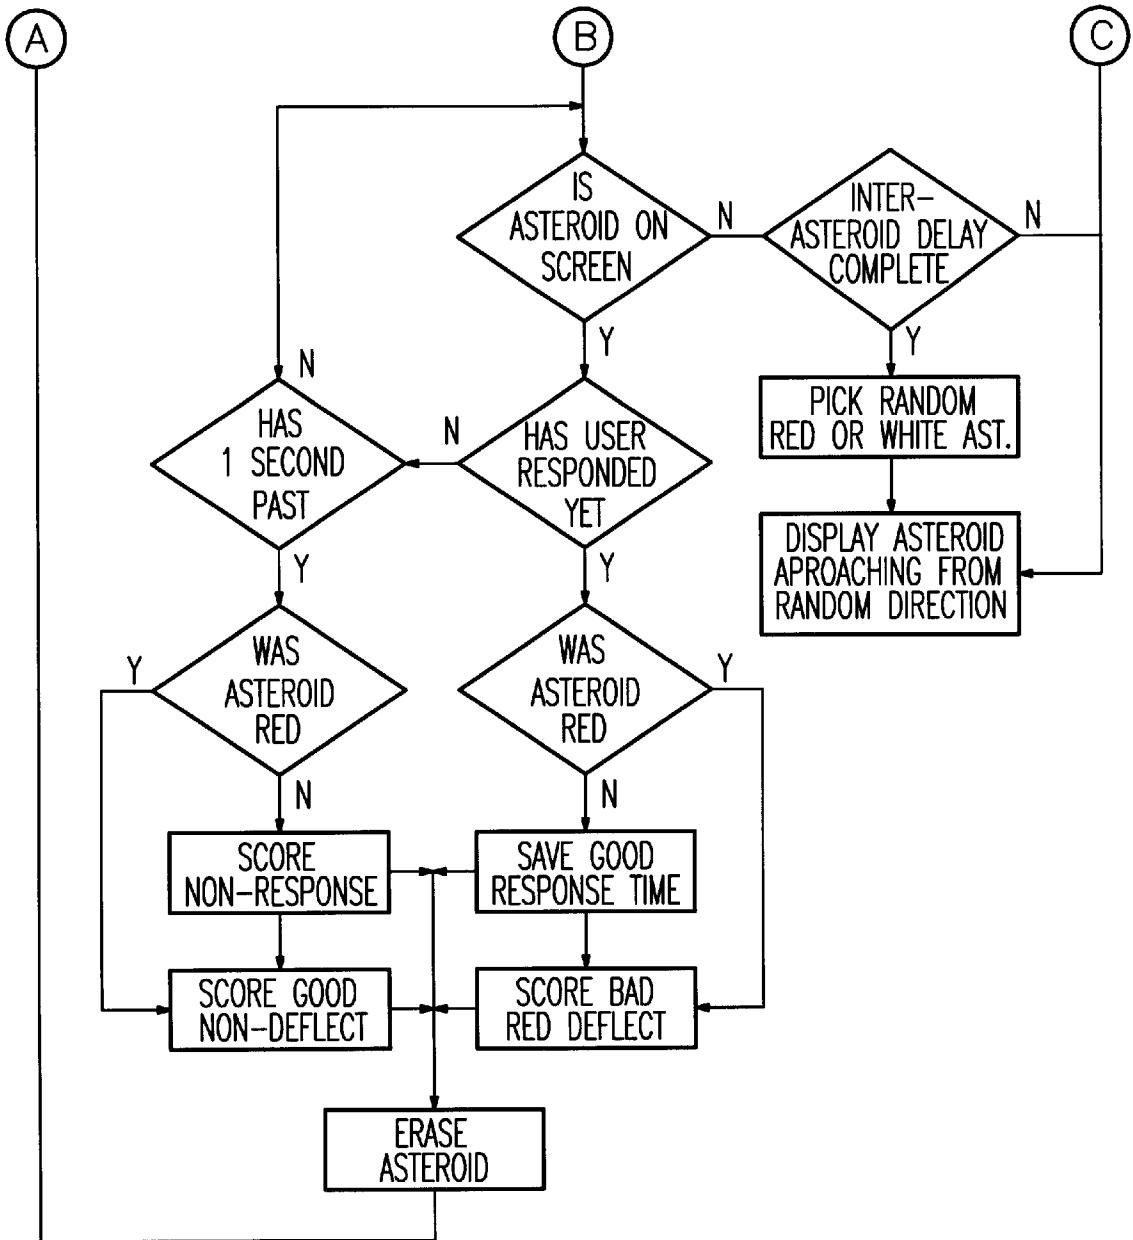 A
B
C
IS
ASTEROID ON
SCREEN
N
INTER-
ASTEROID DELAY
COMPLETE
N
Y
Y
N
HAS
1 SECOND
PAST
N
HAS USER
RESPONDED
YET
PICK RANDOM
RED OR WHITE AST.
DISPLAY ASTEROID
APROACHING FROM
RANDOM DIRECTION
Y
Y
Y
WAS
ASTEROID
RED
WAS
ASTEROID
RED
Y
N
N
SCORE
NON-RESPONSE
SAVE GOOD
RESPONSE TIME
SCORE GOOD
NON-DEFLECT
SCORE BAD
RED DEFLECT
ERASE
ASTEROID